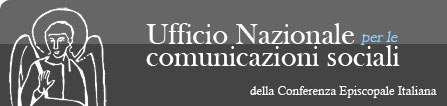 Ufficio Nazionale per le
comunicazioni sociali
della Conferenza Episcopale Italiana